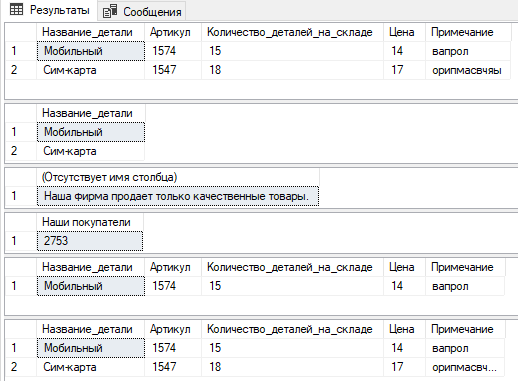 Результаты Сообщения
Название_детали Артикул Количество_деталей_на_складе Цена Примечание
1 Мобильный 1574 15 14 вапрол
2 Сим-карта 1547 18 17 орипмасвчяы
Название_детали
1 Мобильный
2 Сим-карта
(Отсутствует имя столбца)
1 Наша фирма продает только качественные товары.
Наши покупатели
1 2753
Название_детали Артикул Количество_деталей_на_складе Цена Примечание
1 Мобильный 1574 15 14 вапрол
Название_детали Артикул Количество_деталей_на_складе Цена Примечание
1 Мобильный 1574 15 14 вапрол
2 Сим-карта 1547 18 17 орипмасвч...